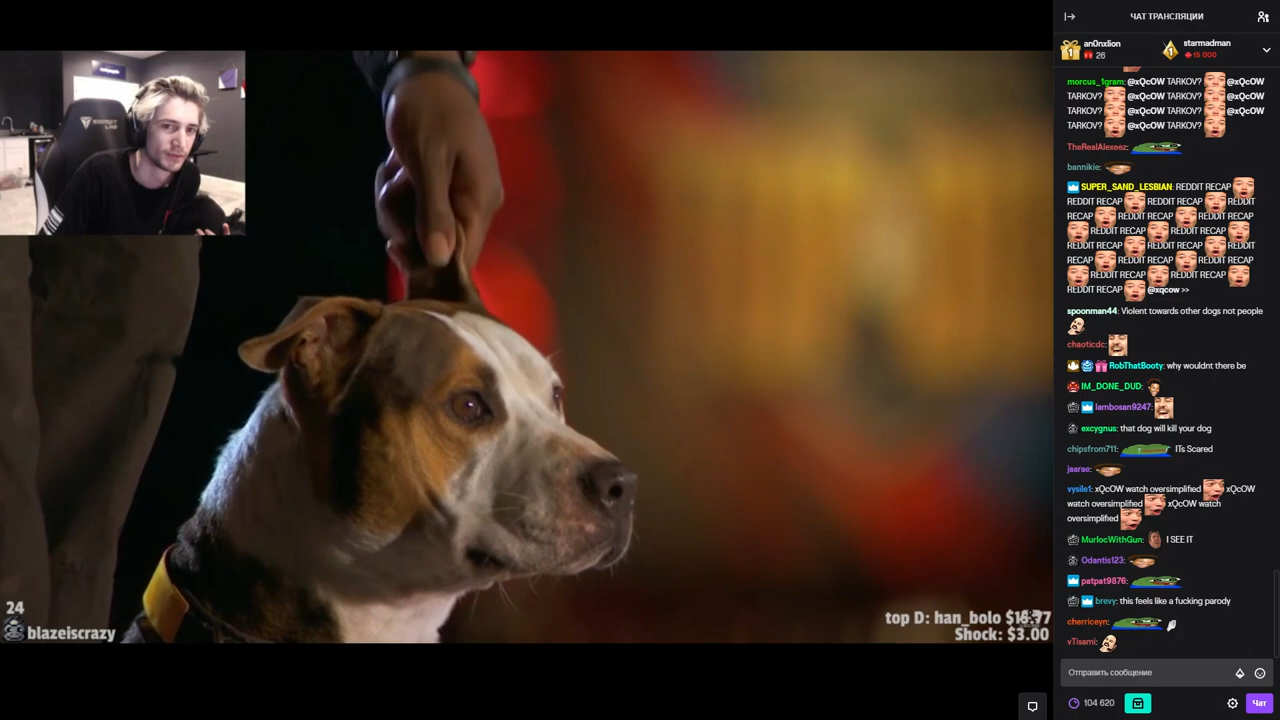 ЧАТ ТРАНСЛЯЦИИ
1 an0nxlion 26
1 starmadman 15 000
morcus_1gram: @xQcOW TARKOV? @xQcOW
TARKOV? @xQcOW TARKOV? @xQcOW
TARKOV? @xQcOW TARKOV? @xQcOW
TARKOV? @xQcOW TARKOV?
TheRealAlexeez:
bannikie:
SUPER_SAND_LESBIAN: REDDIT RECAP
REDDIT RECAP REDDIT RECAP REDDIT
RECAP REDDIT RECAP REDDIT RECAP
REDDIT RECAP REDDIT RECAP
REDDIT RECAP REDDIT RECAP REDDIT
RECAP REDDIT RECAP REDDIT RECAP
REDDIT RECAP REDDIT RECAP
REDDIT RECAP @xqcow >>
spoonman44: Violent towards other dogs not people
chaoticdc:
RobThatBooty: why wouldnt there be
IM_DONE_DUD:
lambosan9247:
excygnus: that dog will kill your dog
chipsfrom711: ITs Scared
jaarae:
vysile1: xQcOW watch oversimplified xQcOW
watch oversimplified xQcOW watch
oversimplified
MurlocWithGun: I SEE IT
Odantis123:
patpat9876:
brevy: this feels like a fucking parody
cherriceyn:
vTisami:
Отправить сообщение
104 620
Чат
SECRET LAB
24
blazeiscrazy
top D: han_bolo
Shock: $3.00